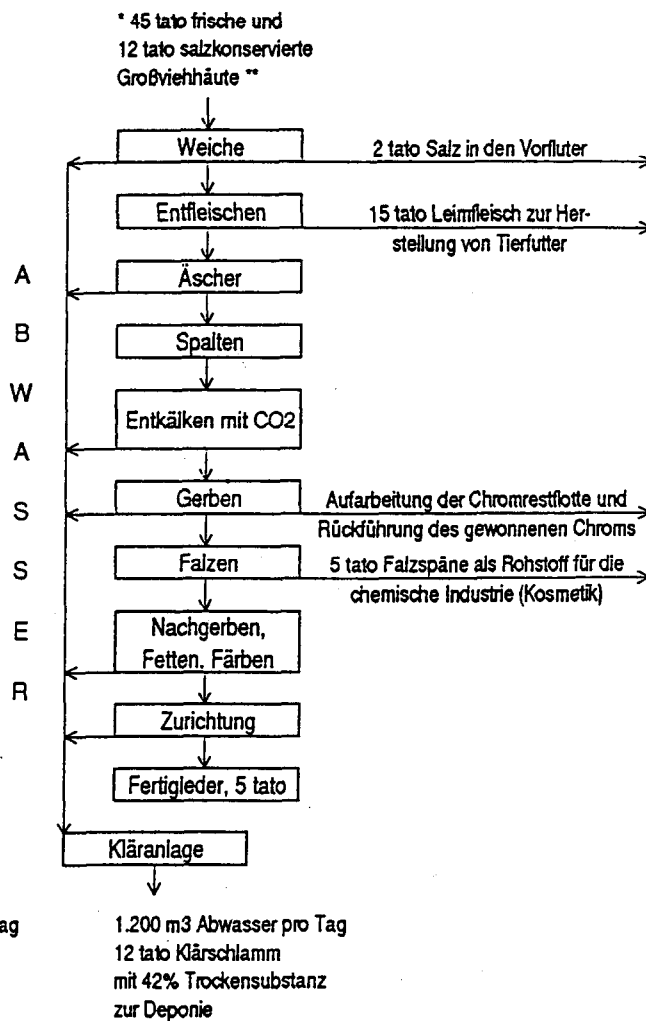 * 45 tato frische und
12 tato salzkonservierte
Großviehhäute **
Weiche
2 tato Salz in den Vorfluter
Entfleischen
15 tato Leimfleisch zur Her-
stellung von Tierfutter
Äscher
Spalten
Entkälken mit CO2
Gerben
Aufarbeitung der Chromrestflotte und
Rückführung des gewonnenen Chroms
Falzen
5 tato Falzspäne als Rohstoff für die
chemische Industrie (Kosmetik)
Nachgerben,
Fetten. Färben
Zurichtung
Fertigleder, 5 tato
Kläranlage
A
B
W
A
S
S
E
R
ag
1.200 m3 Abwasser pro Tag
12 tato Klärschlamm
mit 42% Trockensubstanz
zur Deponie